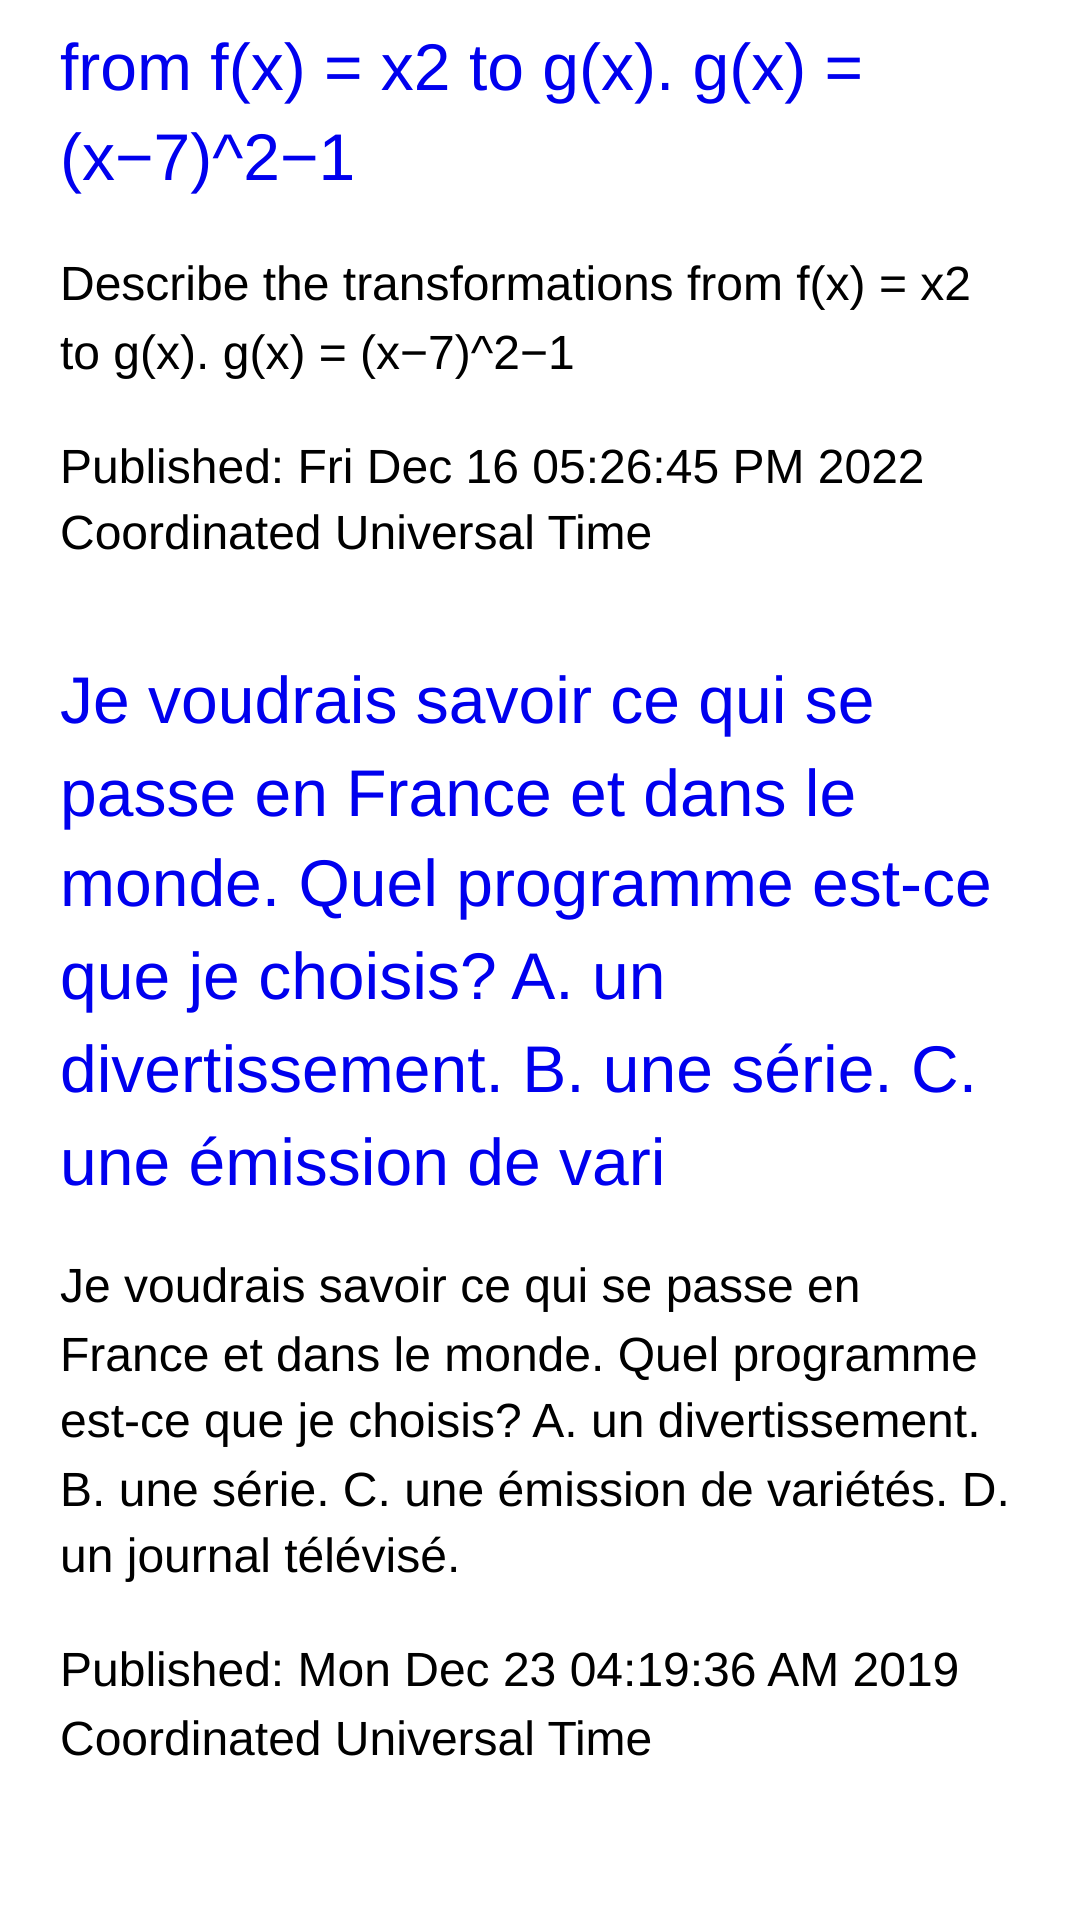 from f(x) = x2 to g(x). g(x) =
(x−7)^2−1
Describe the transformations from f(x) = x2
to g(x). g(x) = (x−7)^2−1
Published: Fri Dec 16 05:26:45 PM 2022
Coordinated Universal Time
Je voudrais savoir ce qui se
passe en France et dans le
monde. Quel programme est-ce
que je choisis? A. un
divertissement. B. une série. C.
une émission de vari
Je voudrais savoir ce qui se passe en
France et dans le monde. Quel programme
est-ce que je choisis? A. un divertissement.
B. une série. C. une émission de variétés. D.
un journal télévisé.
Published: Mon Dec 23 04:19:36 AM 2019
Coordinated Universal Time